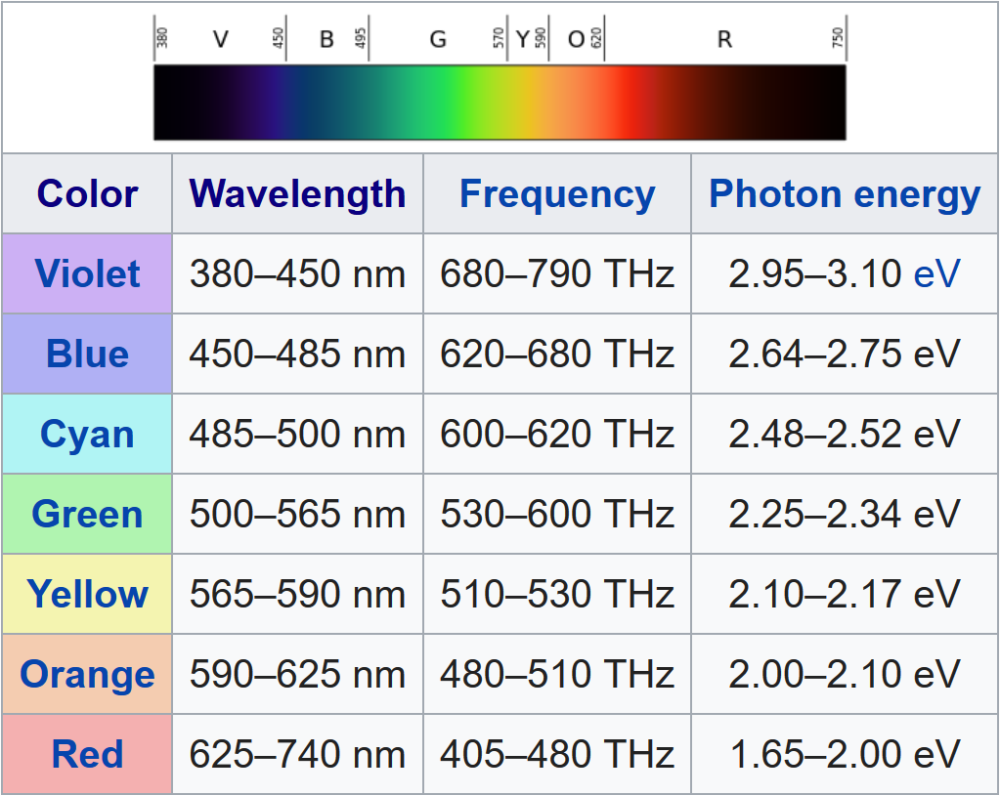 380 V 450 B 495 G 570 Y 590 O 620 R 750
Color Wavelength Frequency Photon energy
Violet 380–450 nm 680–790 THz 2.95–3.10 eV
Blue 450–485 nm 620–680 THz 2.64–2.75 eV
Cyan 485–500 nm 600–620 THz 2.48–2.52 eV
Green 500–565 nm 530–600 THz 2.25–2.34 eV
Yellow 565–590 nm 510–530 THz 2.10–2.17 eV
Orange 590–625 nm 480–510 THz 2.00–2.10 eV
Red 625–740 nm 405–480 THz 1.65–2.00 eV